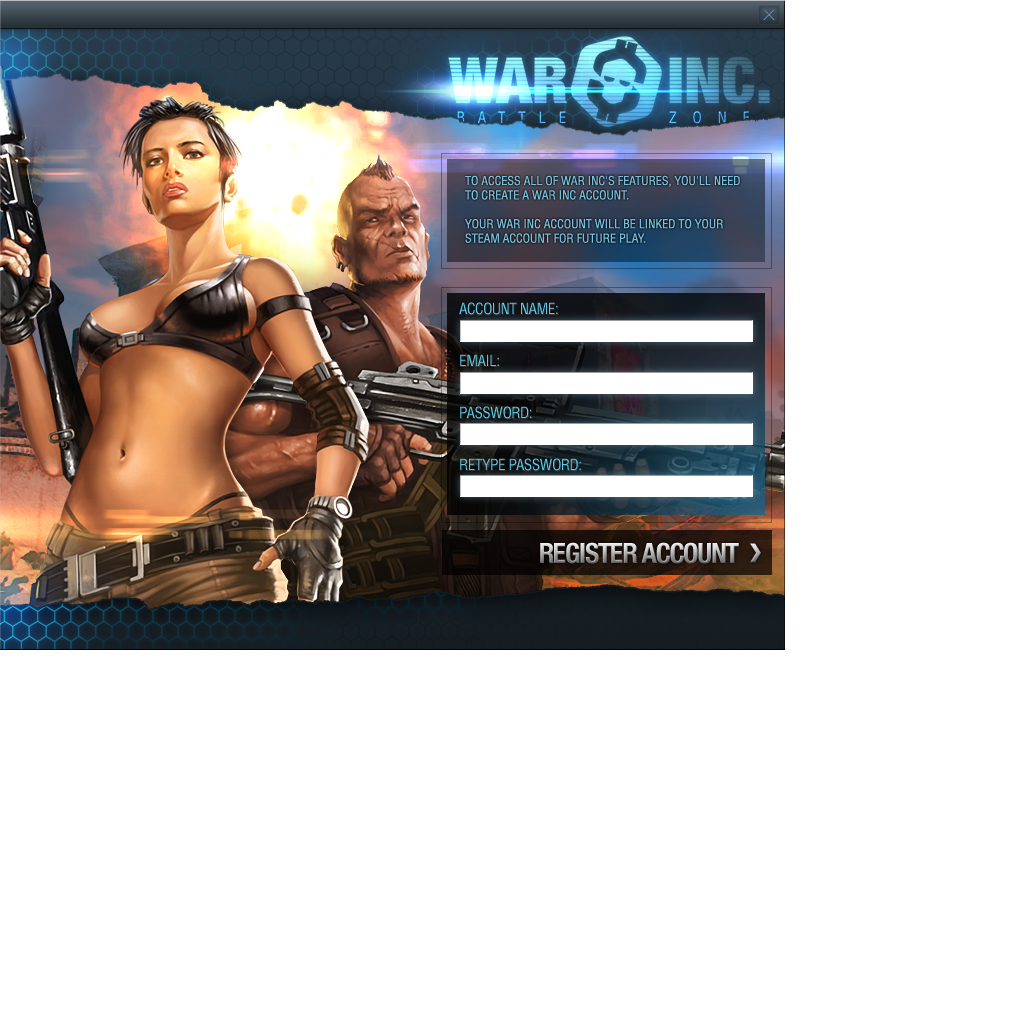 WAR INC.
BATTLE ZONE
TO ACCESS ALL OF WAR INC'S FEATURES, YOU'LL NEED
TO CREATE A WAR INC ACCOUNT.
YOUR WAR INC ACCOUNT WILL BE LINKED TO YOUR
STEAM ACCOUNT FOR FUTURE PLAY.
ACCOUNT NAME:
EMAIL:
PASSWORD:
RETYPE PASSWORD:
REGISTER ACCOUNT